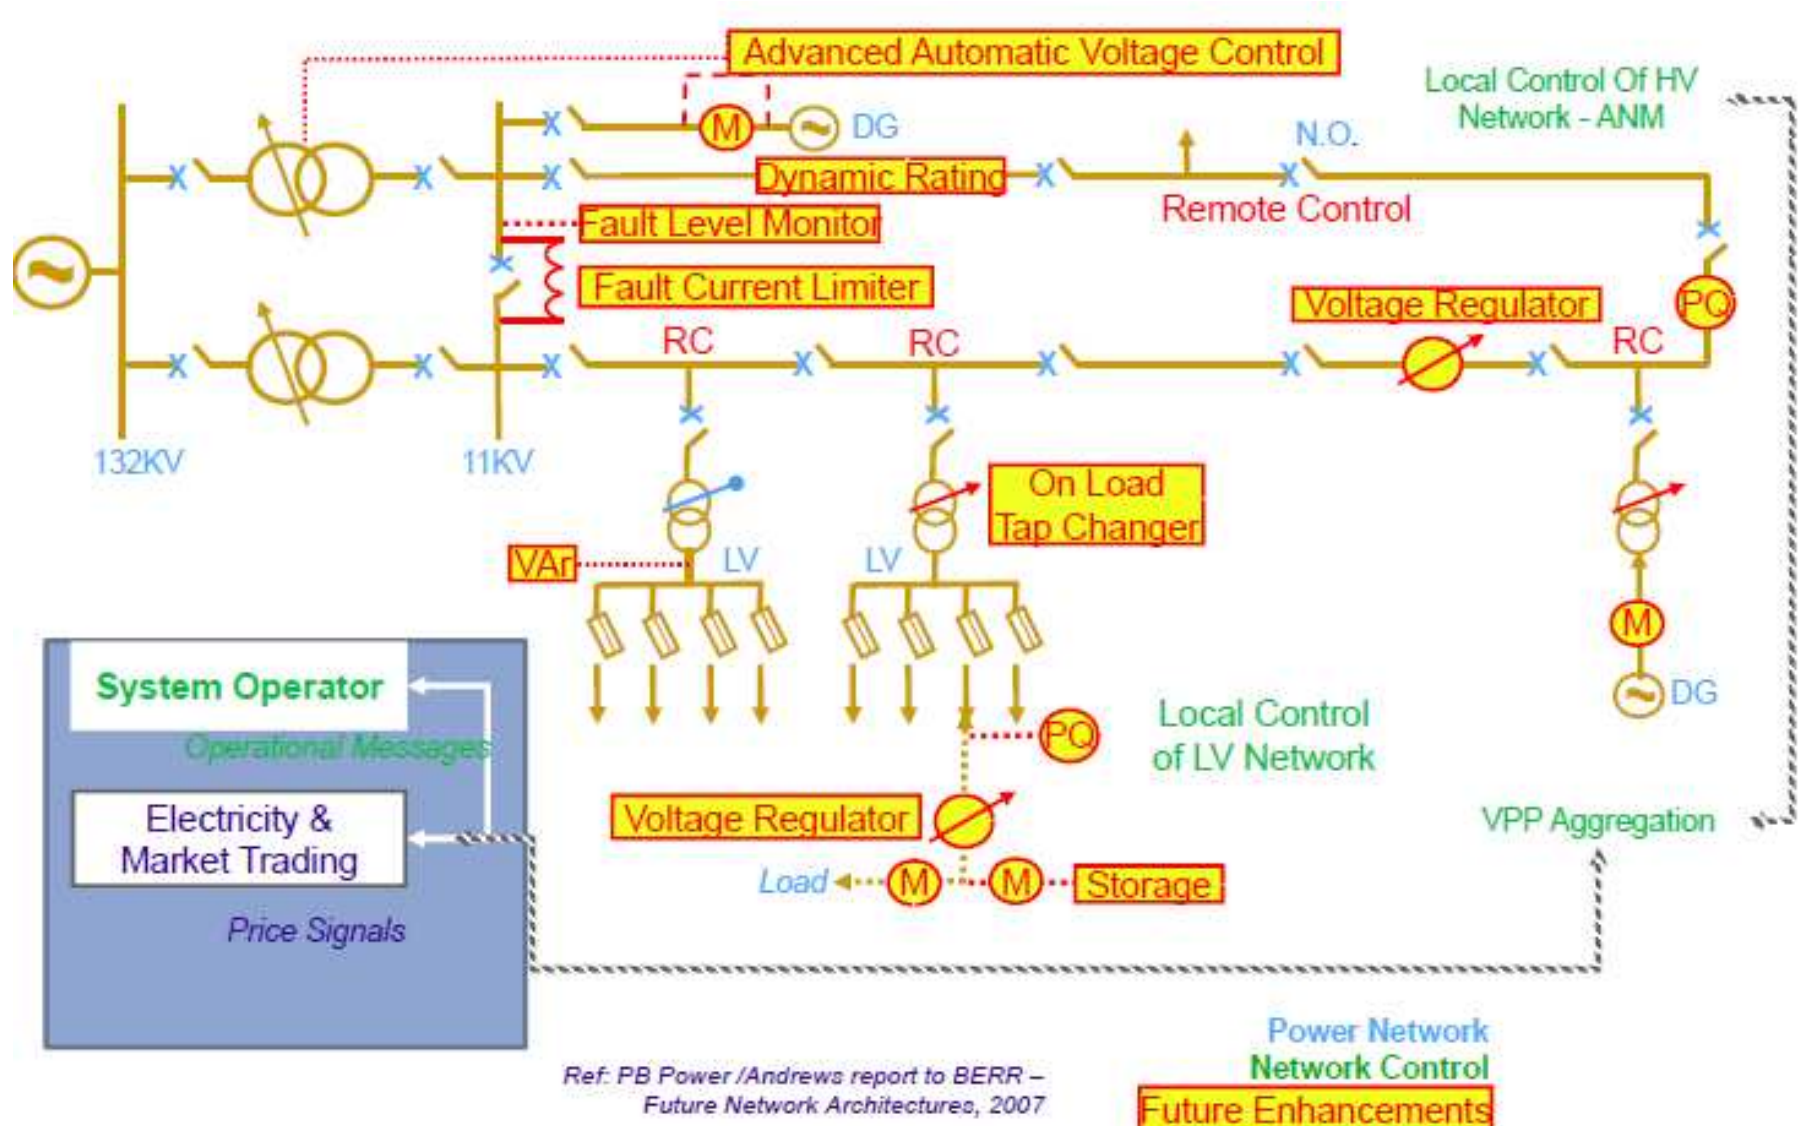 Advanced Automatic Voltage Control
Local Control Of HV
Network - ANM
M
DG
N.O.
Dynamic Rating
Remote Control
Fault Level Monitor
Fault Current Limiter
Voltage Regulator
PQ
RC
RC
RC
132KV
11KV
On Load
Tap Changer
VAr
LV
LV
M
DG
System Operator
Operational Messages
Electricity &
Market Trading
Price Signals
PQ
Local Control
of LV Network
Voltage Regulator
VPP Aggregation
Load
M
M
Storage
Power Network
Network Control
Future Enhancements
Ref: PB Power /Andrews report to BERR –
Future Network Architectures, 2007